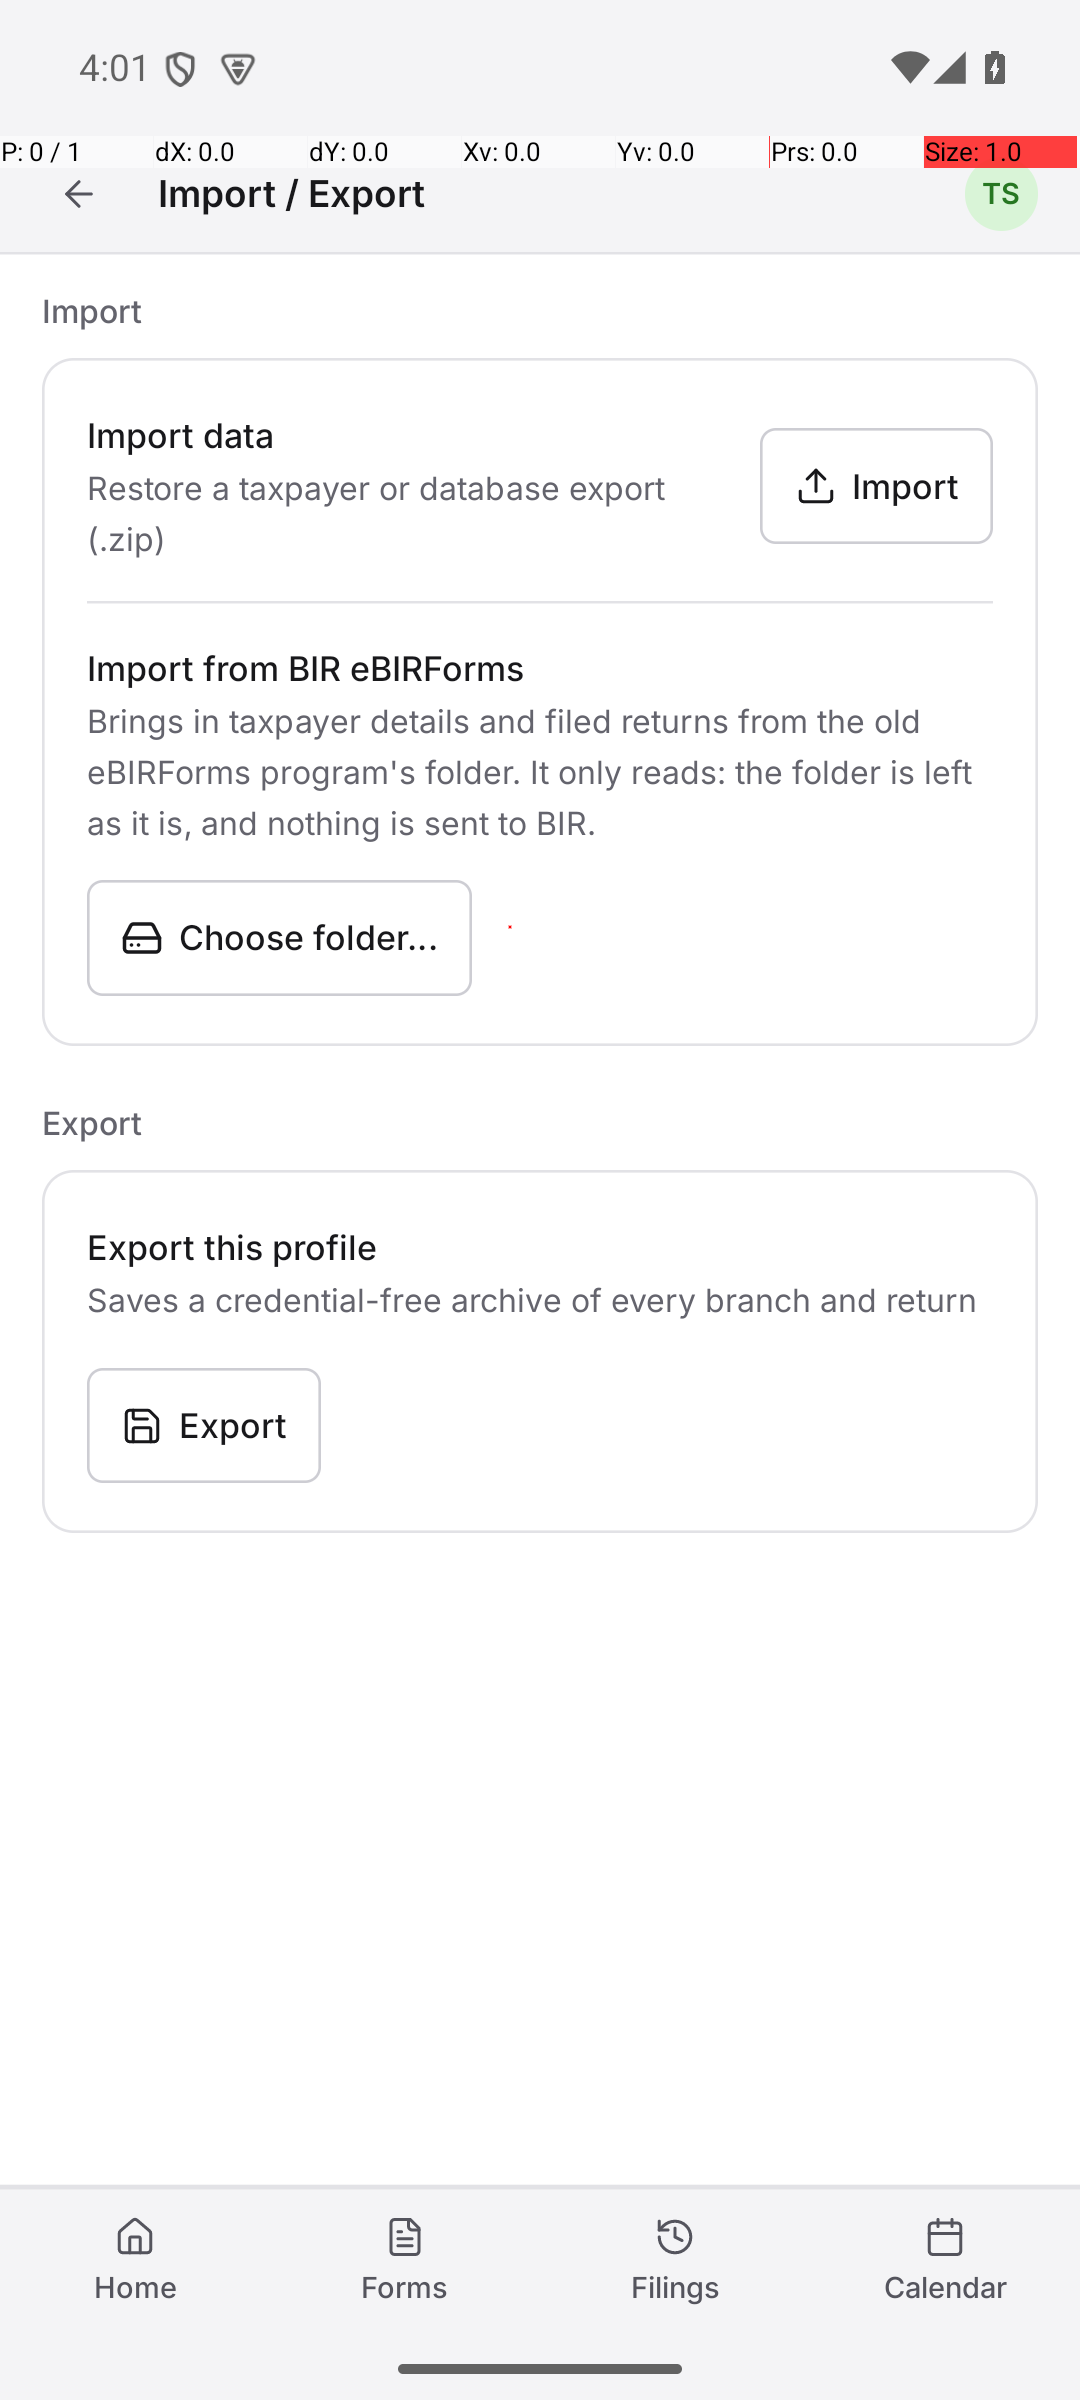 4:01
P: 0 / 1
dX: 0.0
dY: 0.0
Xv: 0.0
Yv: 0.0
Prs: 0.0
Size: 1.0
Import / Export
TS
Import
Import data
Restore a taxpayer or database export
(.zip)
Import
Import from BIR eBIRForms
Brings in taxpayer details and filed returns from the old
eBIRForms program's folder. It only reads: the folder is left
as it is, and nothing is sent to BIR.
Choose folder...
Export
Export this profile
Saves a credential-free archive of every branch and return
Export
Home
Forms
Filings
Calendar